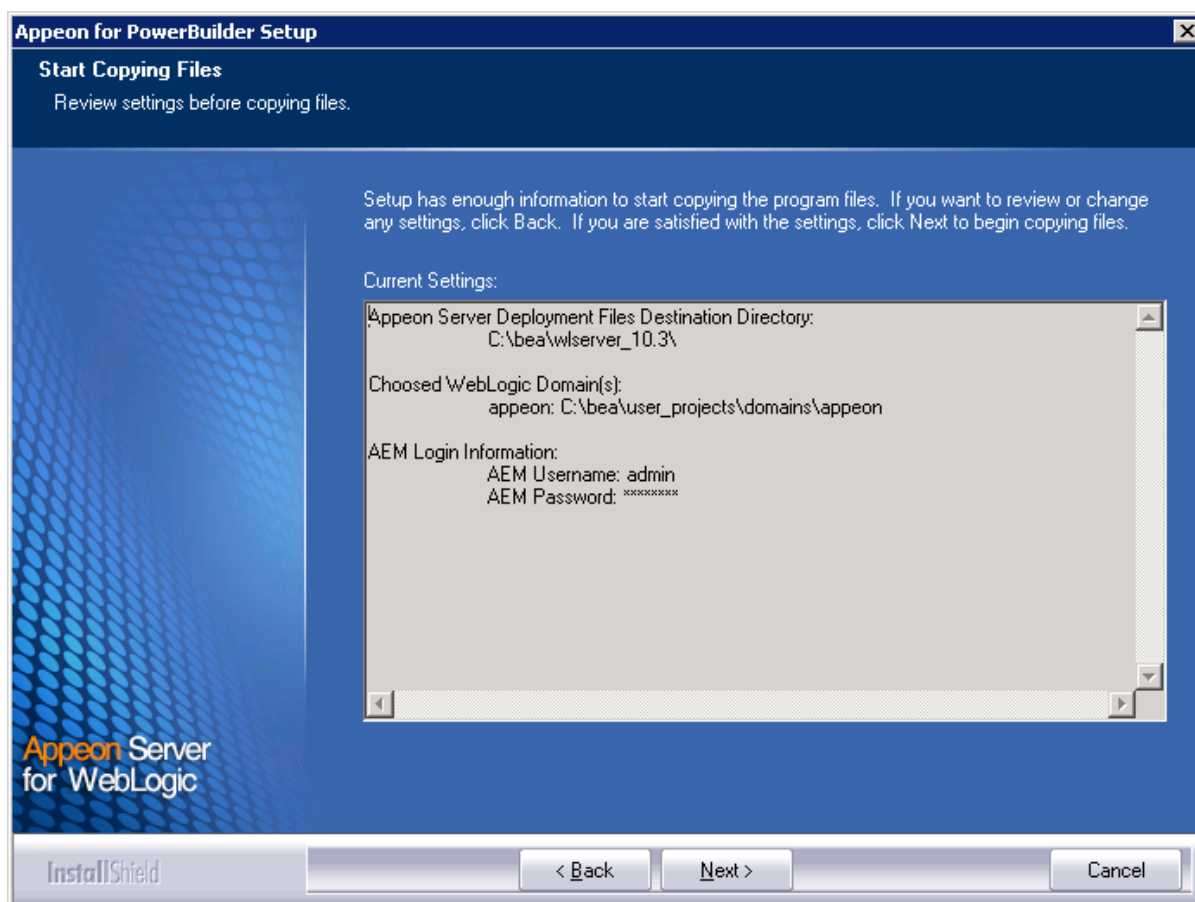 Appeon for PowerBuilder Setup
Start Copying Files
Review settings before copying files.
Setup has enough information to start copying the program files. If you want to review or change
any settings, click Back. If you are satisfied with the settings, click Next to begin copying files.
Current Settings:
Appeon Server Deployment Files Destination Directory:
C:\bea\wlserver_10.3\
Choosed WebLogic Domain(s):
appeon: C:\bea\user_projects\domains\appeon
AEM Login Information:
AEM Username: admin
AEM Password: ********
Appeon Server
for WebLogic
InstallShield
< Back
Next >
Cancel